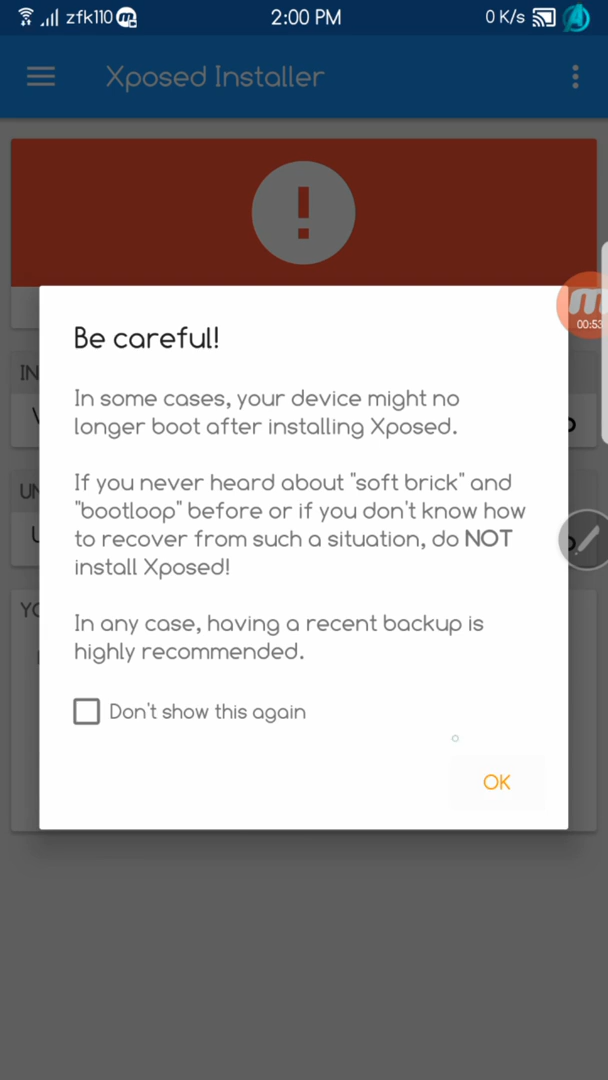 zfk110
2:00 PM
0 K/s
Xposed Installer
Be careful!
00:53
In some cases, your device might no
longer boot after installing Xposed.
If you never heard about "soft brick" and
"bootloop" before or if you don't know how
to recover from such a situation, do NOT
install Xposed!
In any case, having a recent backup is
highly recommended.
Don't show this again
OK